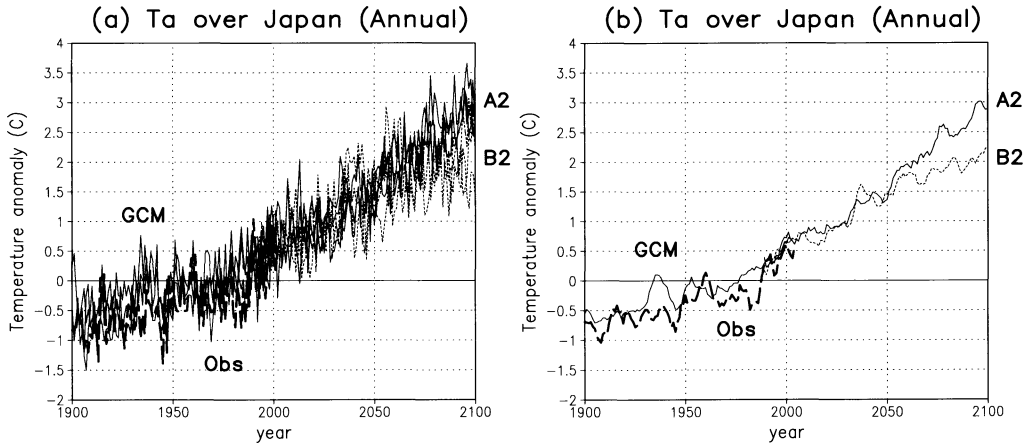 (a) Ta over Japan (Annual)
4
3.5
3
2.5
2
1.5
1
0.5
0
−0.5
−1
−1.5
−2
Temperature anomaly (C)
A2
B2
GCM
Obs
1900
1950
2000
2050
2100
year
(b) Ta over Japan (Annual)
4
3.5
3
2.5
2
1.5
1
0.5
0
−0.5
−1
−1.5
−2
Temperature anomaly (C)
A2
B2
GCM
Obs
1900
1950
2000
2050
2100
year